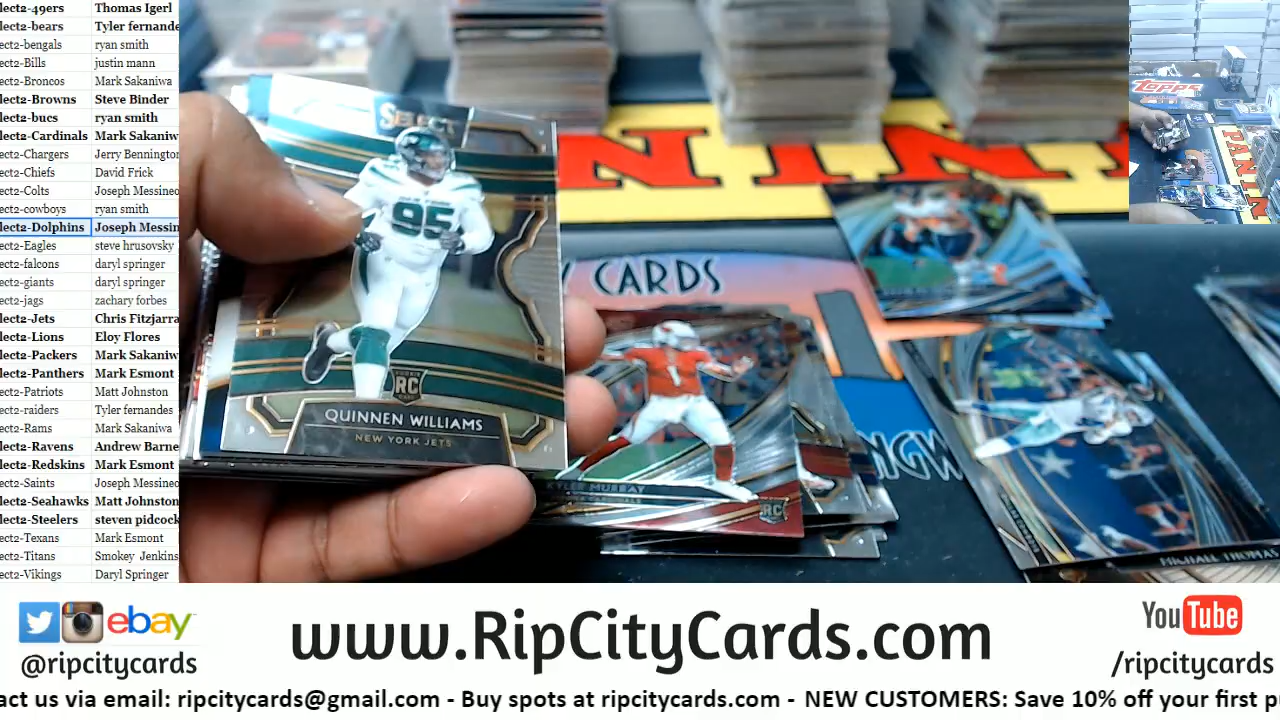 lect2-49ers Thomas Igerl
lect2-bears Tyler fernande
ect2-bengals ryan smith
ect2-Bills justin mann
ect2-Broncos Mark Sakaniwa
lect2-Browns Steve Binder
lect2-bucs ryan smith
lect2-Cardinals Mark Sakaniw
ect2-Chargers Jerry Bennington
ect2-Chiefs David Frick
ect2-Colts Joseph Messineo
ect2-cowboys ryan smith
lect2-Dolphins Joseph Messin
ect2-Eagles steve hrusovsky
ect2-falcons daryl springer
ect2-giants daryl springer
ect2-jags zachary forbes
lect2-Jets Chris Fitzjarra
lect2-Lions Eloy Flores
lect2-Packers Mark Sakaniw
lect2-Panthers Mark Esmont
ect2-Patriots Matt Johnston
ect2-raiders Tyler fernandes
ect2-Rams Mark Sakaniwa
lect2-Ravens Andrew Barne
lect2-Redskins Mark Esmont
ect2-Saints Joseph Messineo
lect2-Seahawks Matt Johnston
lect2-Steelers steven pidcock
ect2-Texans Mark Esmont
ect2-Titans Smokey Jenkins
ect2-Vikings Daryl Springer
SELECT
95
RC
QUINNEN WILLIAMS
NEW YORK JETS
PANINI
CARDS
1
KYLER MURRAY
RC
NGW
MICHAEL THOMAS
Topps
PANINI
ebay
@ripcitycards
www.RipCityCards.com
YouTube
/ripcitycards
act us via email: ripcitycards@gmail.com - Buy spots at ripcitycards.com - NEW CUSTOMERS: Save 10% off your first p